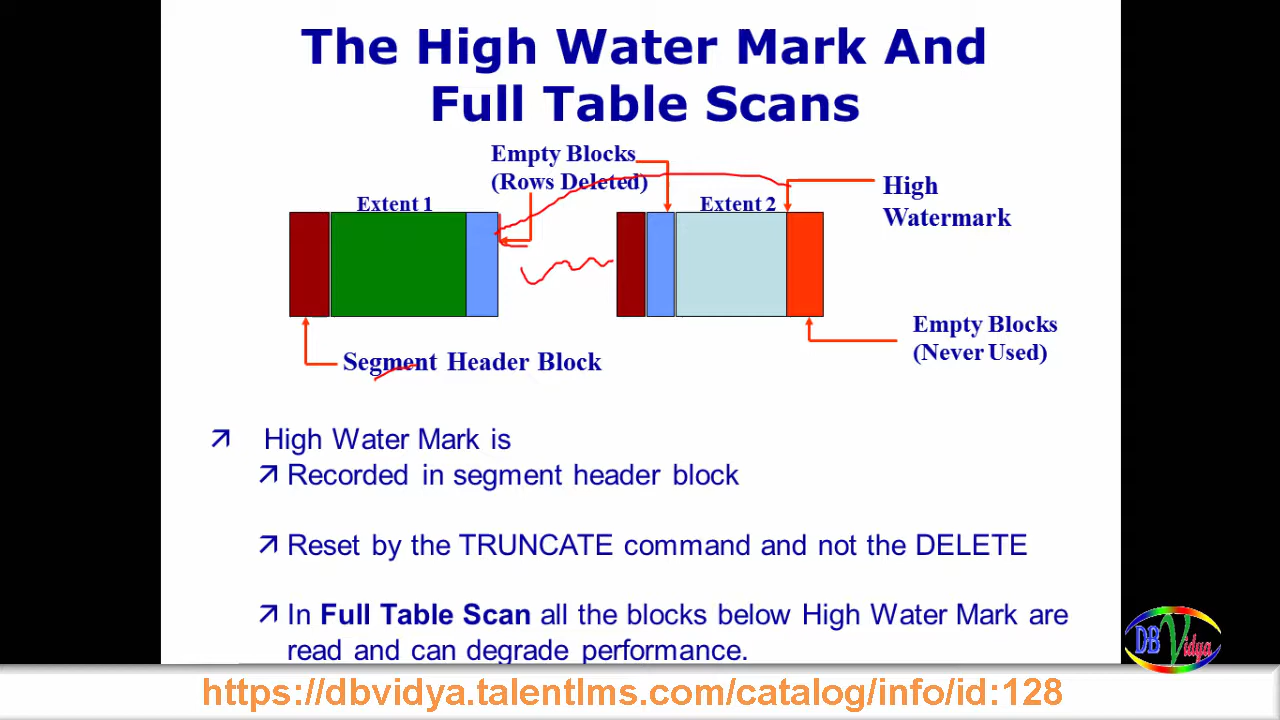 The High Water Mark And
Full Table Scans
Empty Blocks
(Rows Deleted)
High
Watermark
Extent 1
Extent 2
Empty Blocks
(Never Used)
Segment Header Block
High Water Mark is
Recorded in segment header block
Reset by the TRUNCATE command and not the DELETE
In Full Table Scan all the blocks below High Water Mark are
read and can degrade performance.
DBVidya
https://dbvidya.talentlms.com/catalog/info/id:128